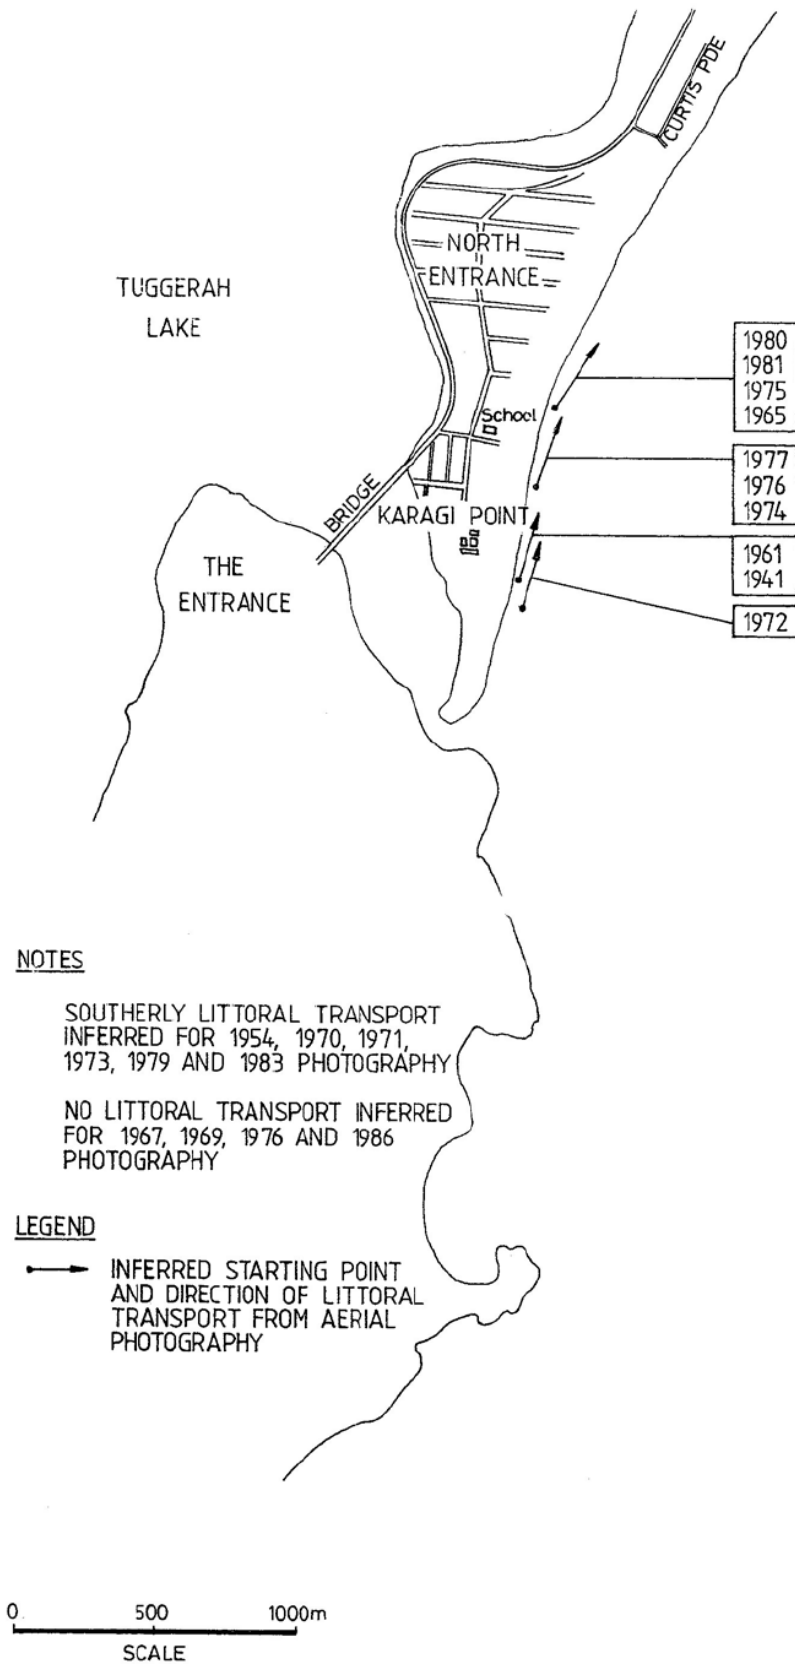 CURTIS PDE
NORTH
ENTRANCE
TUGGERAH
LAKE
1980
1981
1975
1965
School
1977
1976
1974
BRIDGE
KARAGI POINT
THE
ENTRANCE
1961
1941
1972
NOTES
SOUTHERLY LITTORAL TRANSPORT
INFERRED FOR 1954, 1970, 1971,
1973, 1979 AND 1983 PHOTOGRAPHY
NO LITTORAL TRANSPORT INFERRED
FOR 1967, 1969, 1976 AND 1986
PHOTOGRAPHY
LEGEND
INFERRED STARTING POINT
AND DIRECTION OF LITTORAL
TRANSPORT FROM AERIAL
PHOTOGRAPHY
0 500 1000m
SCALE